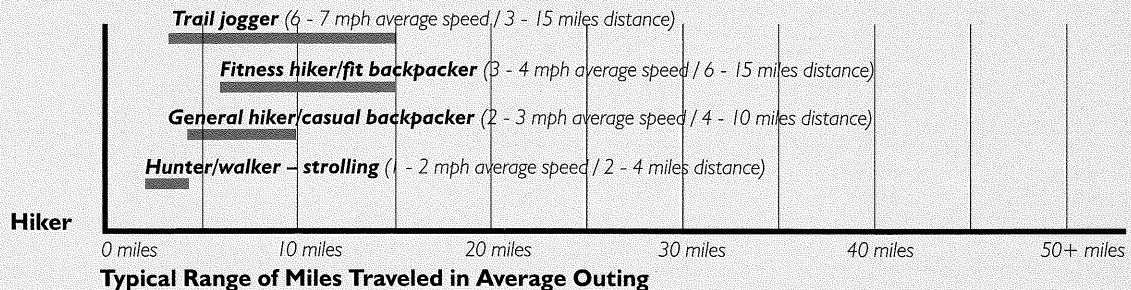 Trail jogger (6 - 7 mph average speed / 3 - 15 miles distance)
Fitness hiker/fit backpacker (3 - 4 mph average speed / 6 - 15 miles distance)
General hiker/casual backpacker (2 - 3 mph average speed / 4 - 10 miles distance)
Hunter/walker – strolling (1 - 2 mph average speed / 2 - 4 miles distance)
Hiker
0 miles 10 miles 20 miles 30 miles 40 miles 50+ miles
Typical Range of Miles Traveled in Average Outing